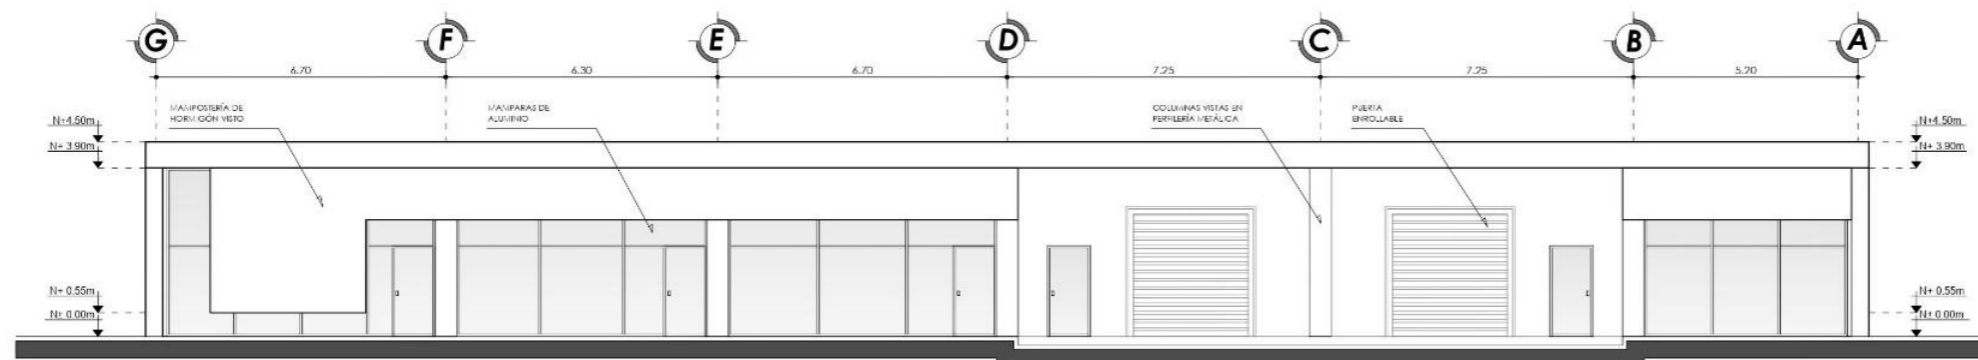 G F E D C B A
6.70 6.30 6.70 7.25 7.25 5.20
MAMPOSTERÍA DE
HORMIGÓN VISTO
MAMPARAS DE
ALUMINIO
COLUMNAS VISTAS EN
PERFILERÍA METÁLICA
PUERTA
ENROLLABLE
N+4.50m
N+ 3.90m
N+ 0.55m
N± 0.00m
N+4.50m
N+ 3.90m
N+ 0.55m
N± 0.00m